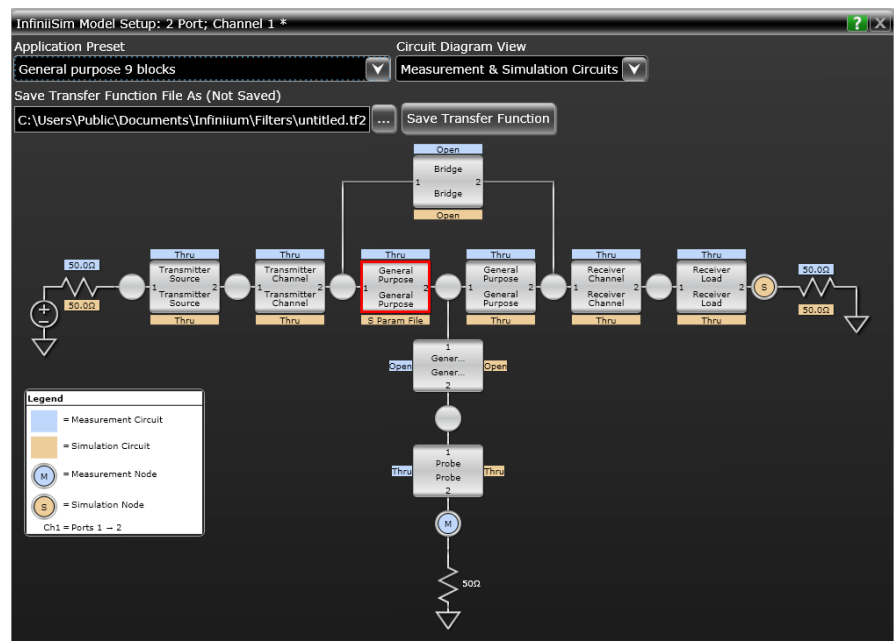 InfiniiSim Model Setup: 2 Port; Channel 1 *
? X
Application Preset
Circuit Diagram View
General purpose 9 blocks
Measurement & Simulation Circuits
Save Transfer Function File As (Not Saved)
C:\Users\Public\Documents\Infiniium\Filters\untitled.tf2
...
Save Transfer Function
Open
Bridge
1 2
Bridge
Open
50.0Ω
50.0Ω
Thru
Transmitter
Source
1 2
Transmitter
Source
Thru
Thru
Transmitter
Channel
1 2
Transmitter
Channel
Thru
Thru
General
Purpose
1 2
General
Purpose
S Param File
Thru
General
Purpose
1 2
General
Purpose
Thru
Thru
Receiver
Channel
1 2
Receiver
Channel
Thru
Thru
Receiver
Load
1 2
Receiver
Load
Thru
S
50.0Ω
50.0Ω
1
Gener...
Open Open
Gener...
2
1
Probe
Thru Thru
Probe
2
M
50Ω
Legend
= Measurement Circuit
= Simulation Circuit
M = Measurement Node
S = Simulation Node
Ch1 = Ports 1 → 2